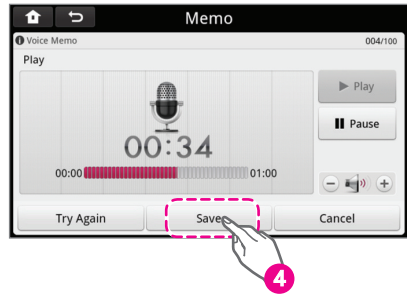 Memo
Voice Memo 004/100
Play
Play
Pause
00:34
00:00 01:00
Try Again Save Cancel
4